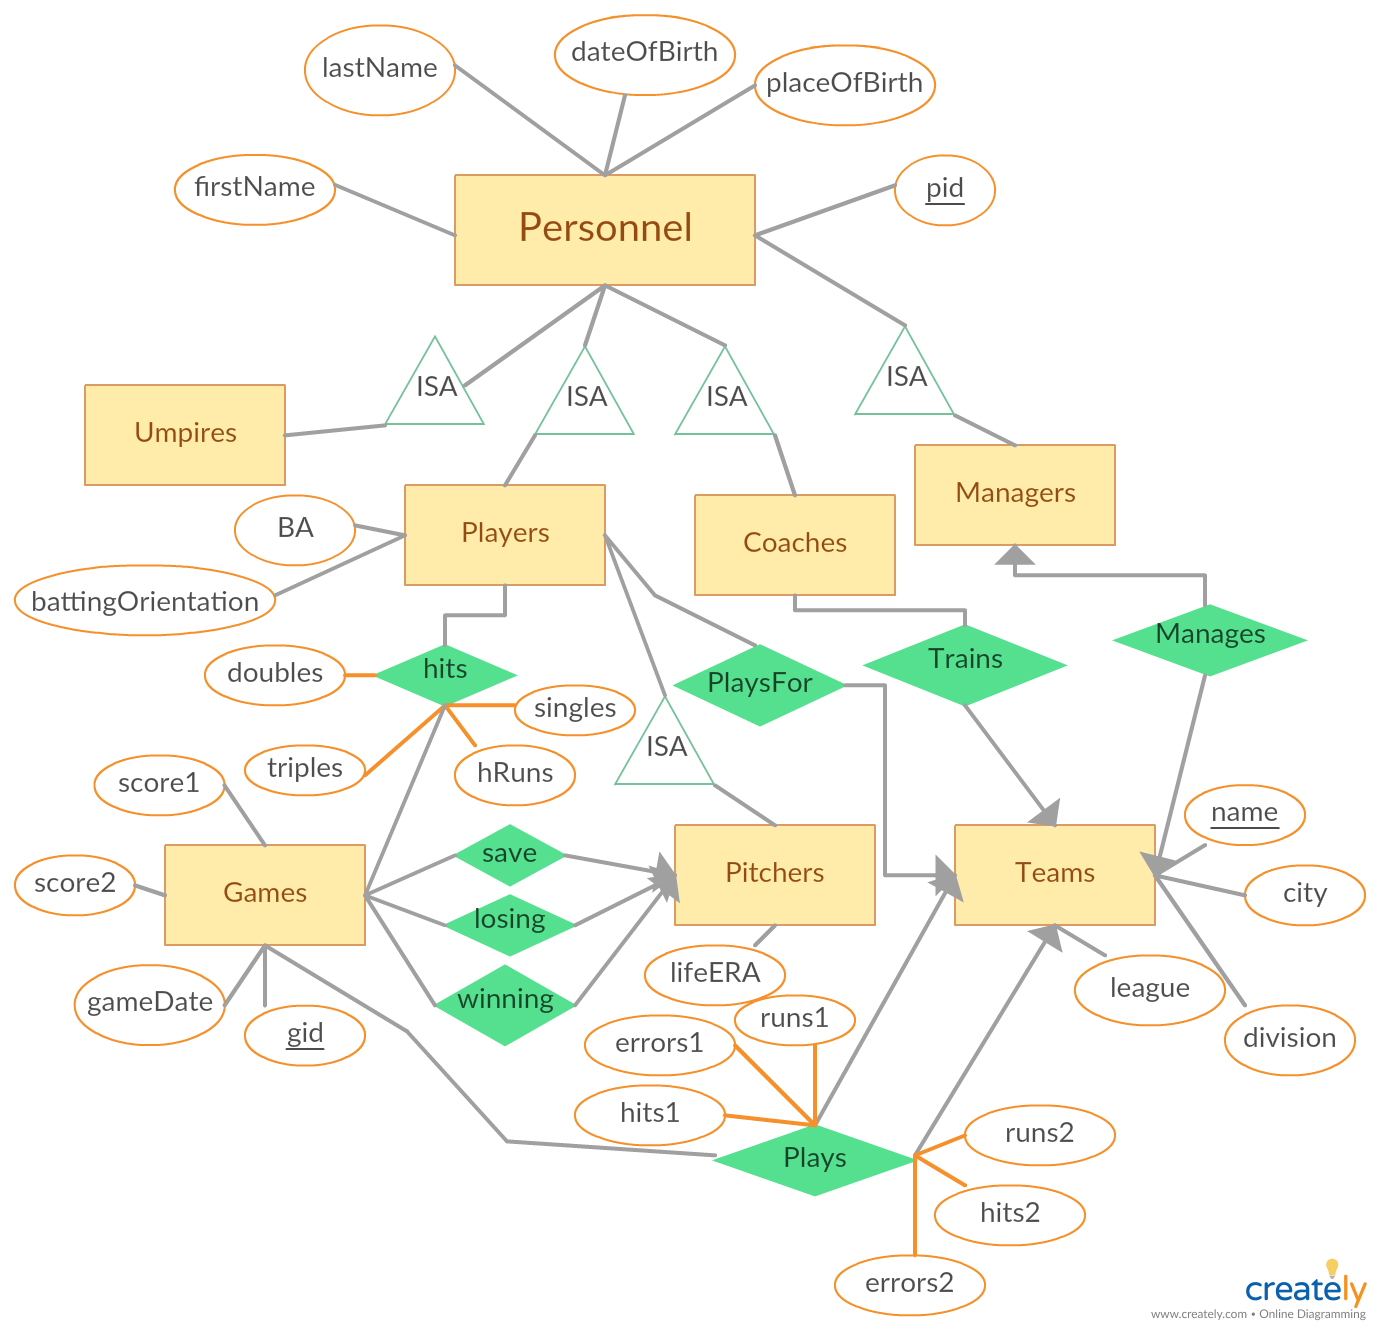 dateOfBirth
lastName
placeOfBirth
firstName
pid
Personnel
ISA
ISA
ISA
ISA
Umpires
Managers
BA
Players
Coaches
battingOrientation
Manages
doubles
hits
PlaysFor
Trains
singles
triples
hRuns
ISA
score1
name
save
score2
Games
Pitchers
Teams
city
losing
lifeERA
league
gameDate
winning
gid
runs1
errors1
division
hits1
Plays
runs2
hits2
errors2
creately
www.creately.com • Online Diagramming